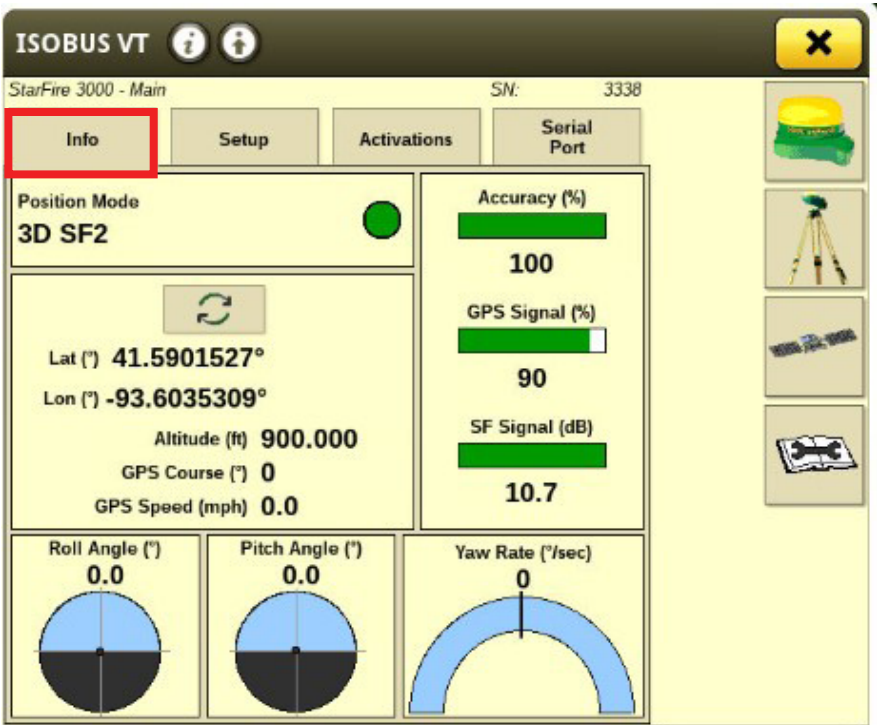 ISOBUS VT
StarFire 3000 - Main
SN: 3338
Info
Setup
Activations
Serial
Port
Position Mode
3D SF2
Lat (°) 41.5901527°
Lon (°) -93.6035309°
Altitude (ft) 900.000
GPS Course (°) 0
GPS Speed (mph) 0.0
Accuracy (%)
100
GPS Signal (%)
90
SF Signal (dB)
10.7
Roll Angle (°)
0.0
Pitch Angle (°)
0.0
Yaw Rate (°/sec)
0